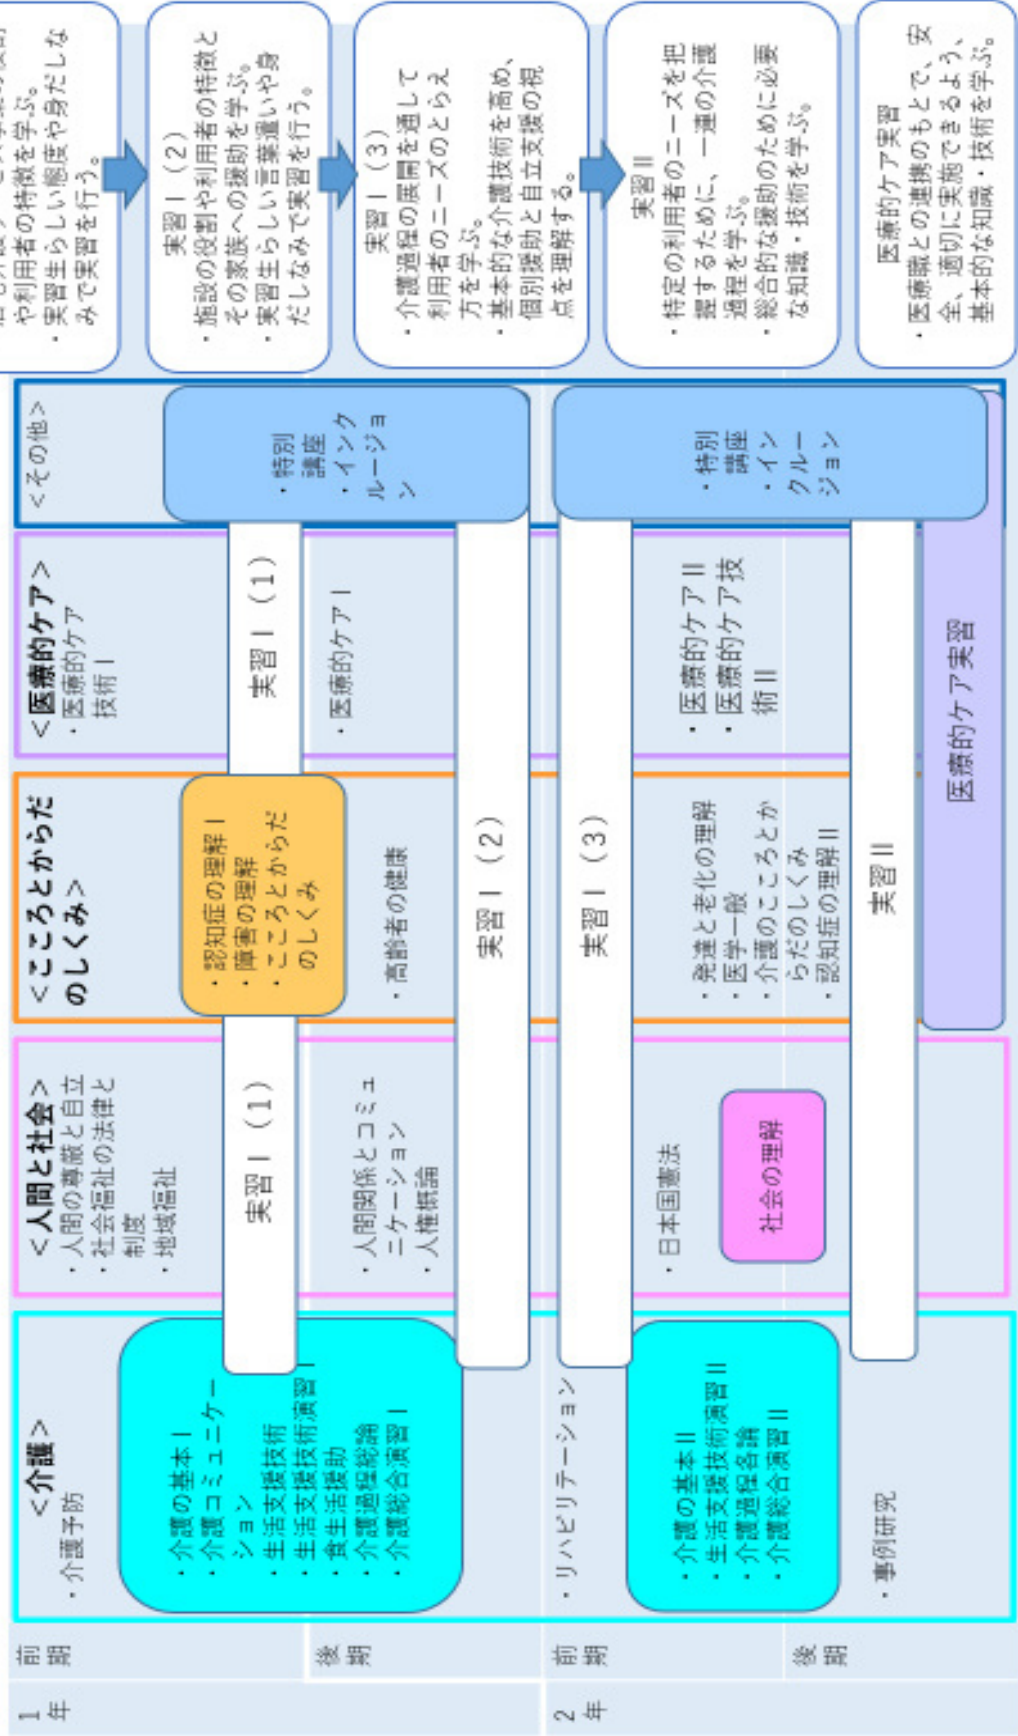 1
年
前
期
後
期
2
年
前
期
後
期
<介護>
・介護予防
・介護の基本Ⅰ
・介護コミュニケー
ション
・生活支援技術
・生活支援技術演習Ⅰ
・食生活援助
・介護過程総論
・介護総合演習Ⅰ
・リハビリテーション
・介護の基本Ⅱ
・生活支援技術演習Ⅱ
・介護過程各論
・介護総合演習Ⅱ
・事例研究
<人間と社会>
・人間の尊厳と自立
・社会福祉の法律と
制度
・地域福祉
実習Ⅰ(1)
・人間関係とコミュ
ニケーション
・人権概論
・日本国憲法
社会の理解
<こころとからだ
のしくみ>
・認知症の理解Ⅰ
・障害の理解
・こころとからだ
のしくみ
・高齢者の健康
実習Ⅰ(2)
実習Ⅰ(3)
・発達と老化の理解
・医学一般
・介護のこころとか
らだのしくみ
・認知症の理解Ⅱ
実習Ⅱ
<医療的ケア>
・医療的ケア
技術Ⅰ
実習Ⅰ(1)
・医療的ケアⅠ
・医療的ケアⅡ
・医療的ケア技
術Ⅱ
医療的ケア実習
<その他>
・特別
講座
・インク
ルージョ
ン
・特別
講座
・イン
クルー
ジョン
や利用者の特徴を学ぶ。
・実習生らしい態度や身だしな
みで実習を行う。
実習Ⅰ(2)
・施設の役割や利用者の特徴と
その家族への援助を学ぶ。
・実習生らしい言葉遣いや身
だしなみで実習を行う。
実習Ⅰ(3)
・介護過程の展開を通して
利用者のニーズのとらえ
方を学ぶ。
・基本的な介護技術を高め、
個別援助と自立支援の視
点を理解する。
実習Ⅱ
・特定の利用者のニーズを把
握するために、一連の介護
過程を学ぶ。
・総合的な援助のために必要
な知識・技術を学ぶ。
医療的ケア実習
・医療職との連携のもとで、安
全、適切に実施できるよう、
基本的な知識・技術を学ぶ。